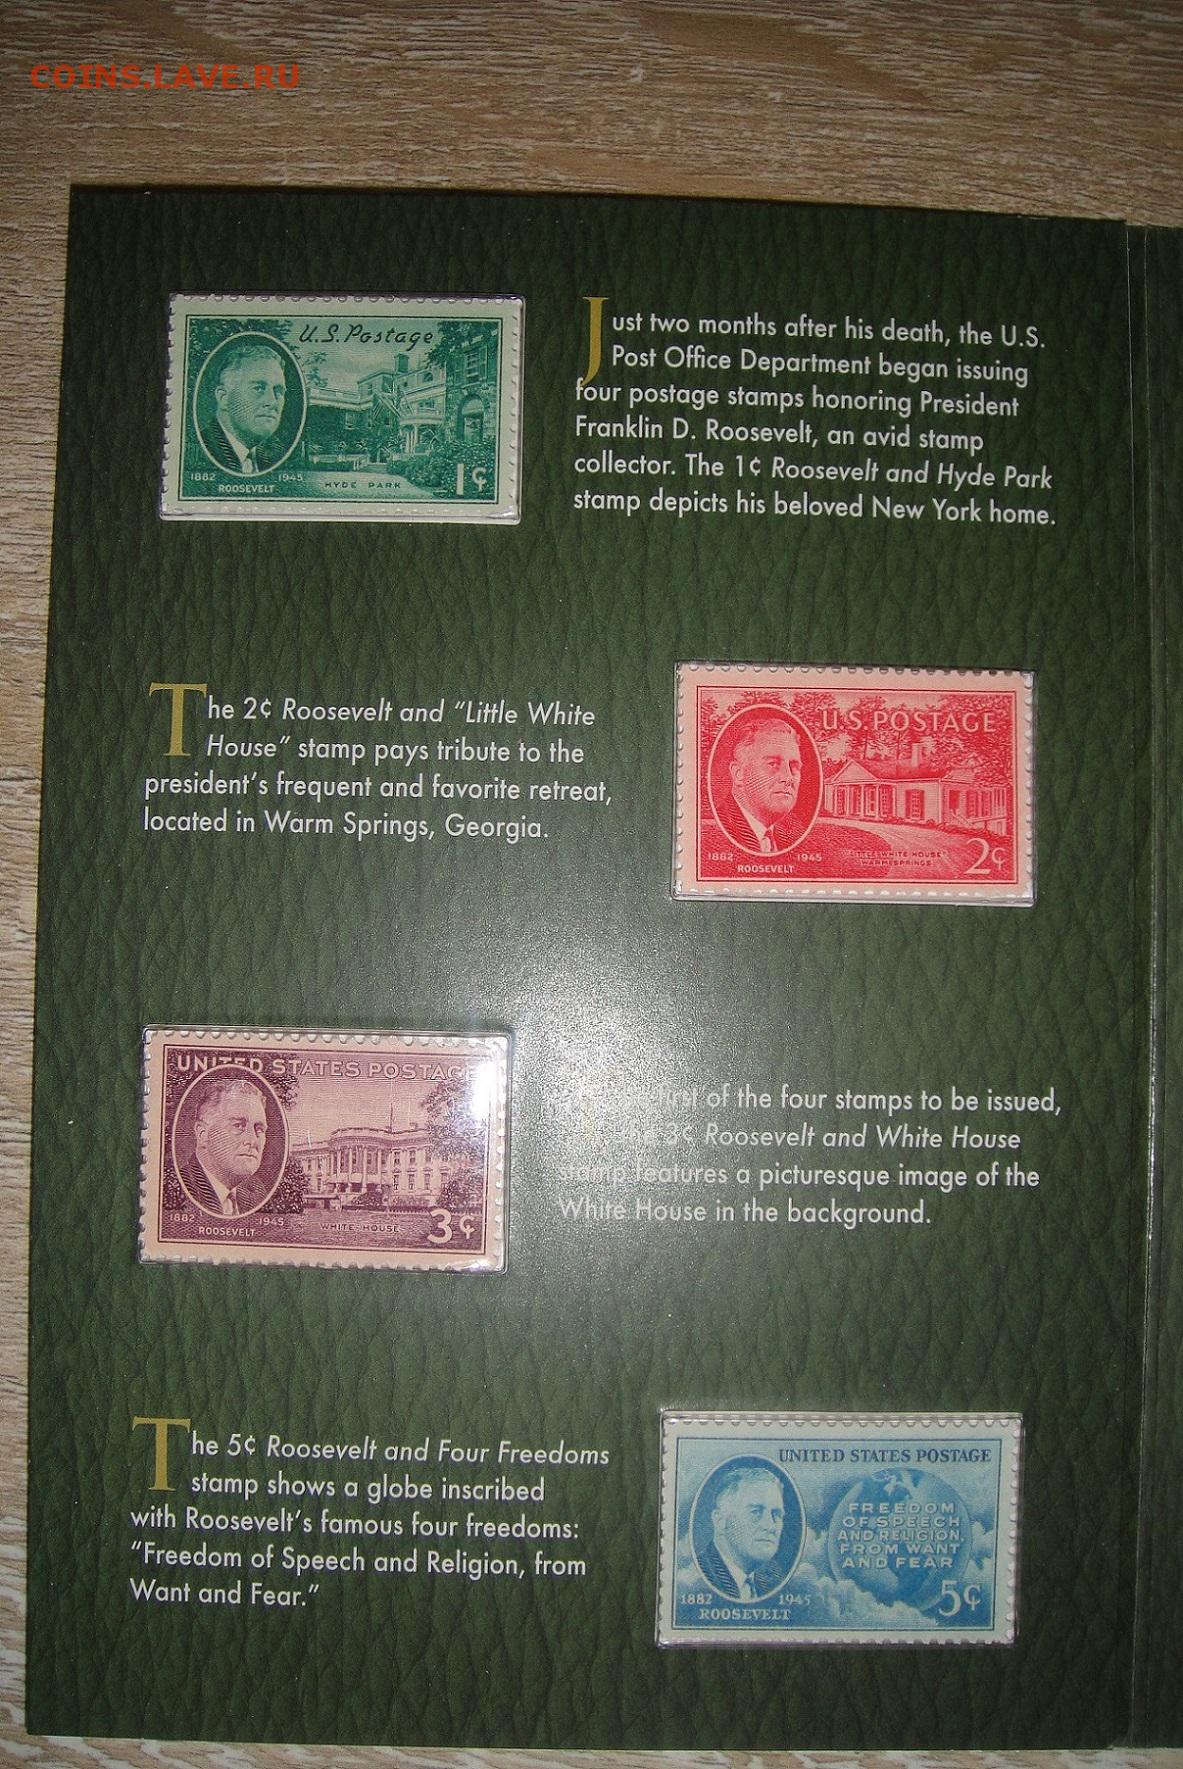 COINS.LAVE.RU
U.S. Postage
1882 1945
ROOSEVELT
HYDE PARK
1¢
Just two months after his death, the U.S.
Post Office Department began issuing
four postage stamps honoring President
Franklin D. Roosevelt, an avid stamp
collector. The 1¢ Roosevelt and Hyde Park
stamp depicts his beloved New York home.
The 2¢ Roosevelt and “Little White
House” stamp pays tribute to the
president’s frequent and favorite retreat,
located in Warm Springs, Georgia.
U.S. POSTAGE
1882 1945
ROOSEVELT
"LITTLE WHITE HOUSE"
WARM SPRINGS
2¢
UNITED STATES POSTAGE
1882 1945
ROOSEVELT
WHITE HOUSE
3¢
first of the four stamps to be issued,
3¢ Roosevelt and White House
stamp features a picturesque image of the
White House in the background.
The 5¢ Roosevelt and Four Freedoms
stamp shows a globe inscribed
with Roosevelt’s famous four freedoms:
“Freedom of Speech and Religion, from
Want and Fear.”
UNITED STATES POSTAGE
FREEDOM
OF SPEECH
AND RELIGION,
FROM WANT
AND FEAR
1882 1945
ROOSEVELT
5¢